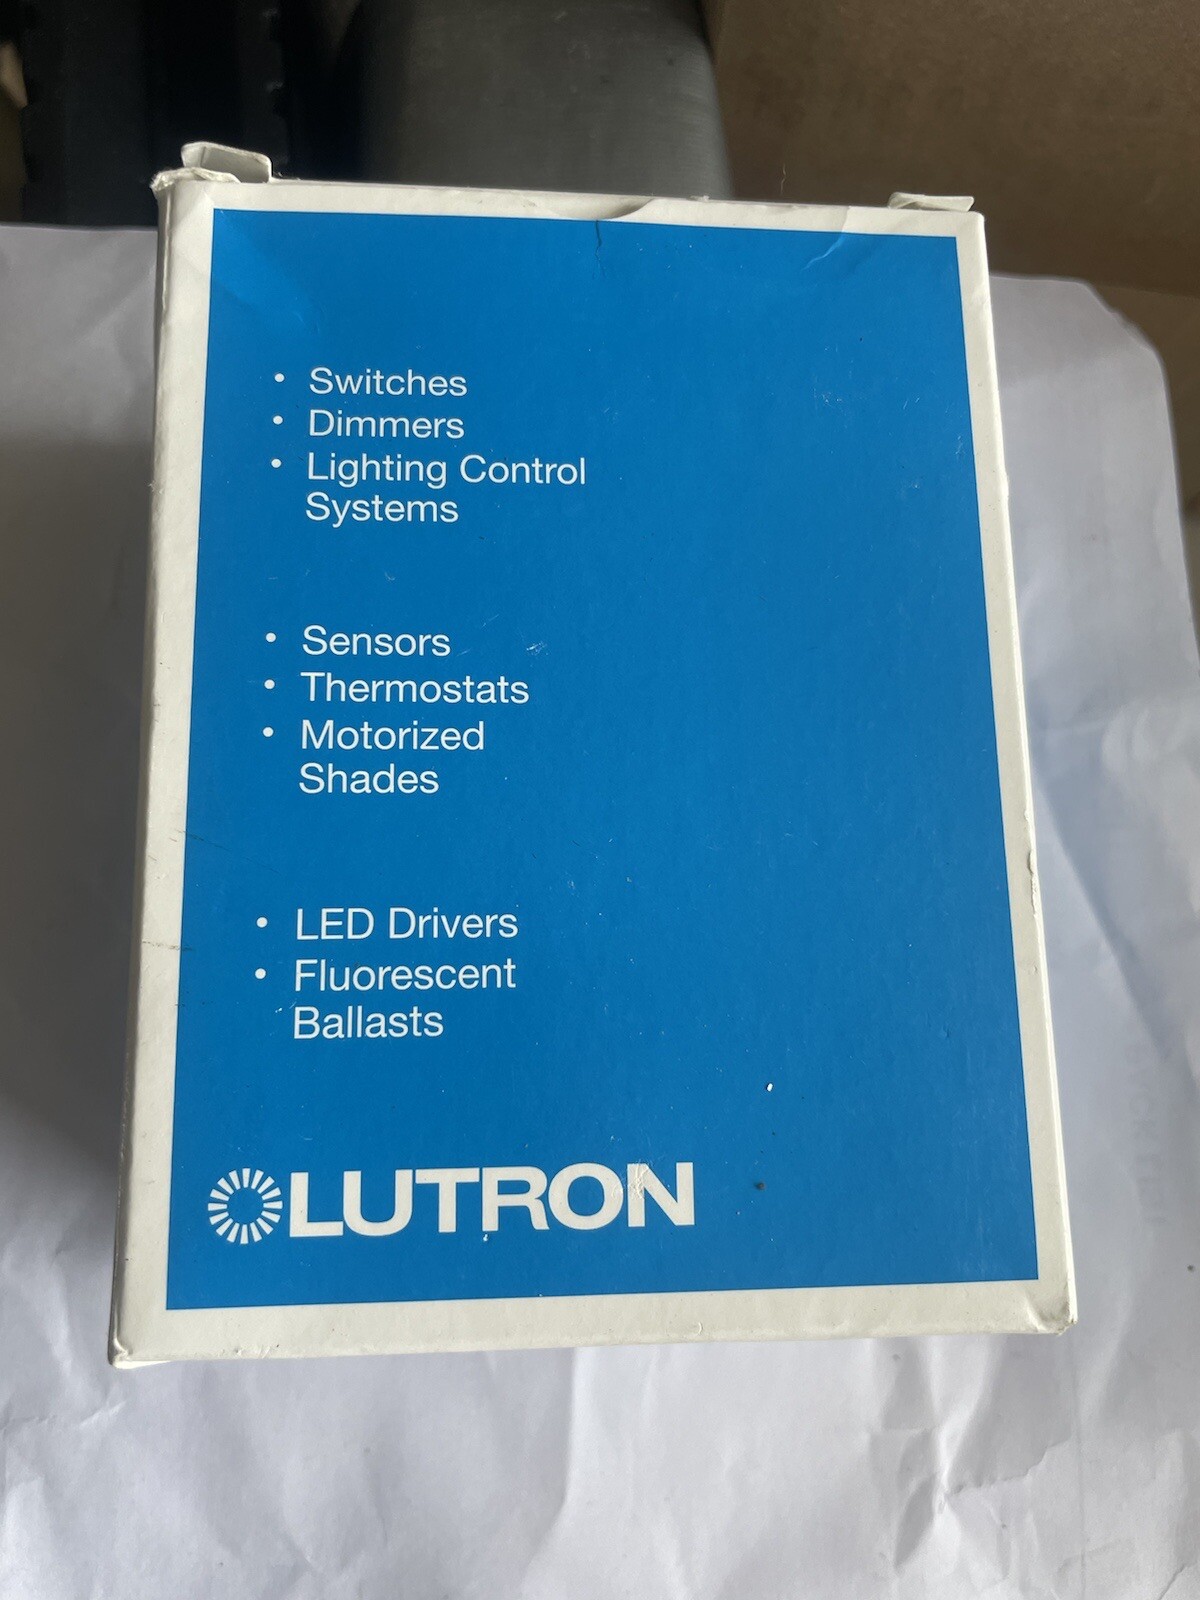 • Switches
• Dimmers
• Lighting Control
Systems
• Sensors
• Thermostats
• Motorized
Shades
• LED Drivers
• Fluorescent
Ballasts
LUTRON